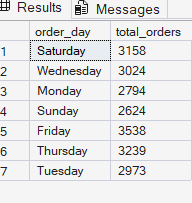 Results Messages
order_day total_orders
1 Saturday 3158
2 Wednesday 3024
3 Monday 2794
4 Sunday 2624
5 Friday 3538
6 Thursday 3239
7 Tuesday 2973